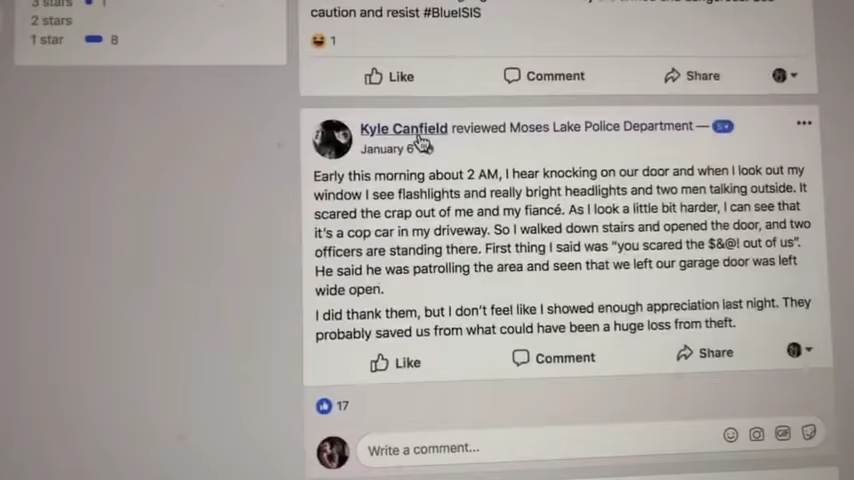 3 stars 1
2 stars
1 star 8
caution and resist #BlueISIS
1
Like Comment Share
Kyle Canfield reviewed Moses Lake Police Department — 5★
January 6
Early this morning about 2 AM, I hear knocking on our door and when I look out my
window I see flashlights and really bright headlights and two men talking outside. It
scared the crap out of me and my fiancé. As I look a little bit harder, I can see that
it's a cop car in my driveway. So I walked down stairs and opened the door, and two
officers are standing there. First thing I said was "you scared the $&@! out of us".
He said he was patrolling the area and seen that we left our garage door was left
wide open.
I did thank them, but I don't feel like I showed enough appreciation last night. They
probably saved us from what could have been a huge loss from theft.
Like Comment Share
17
Write a comment...
GIF